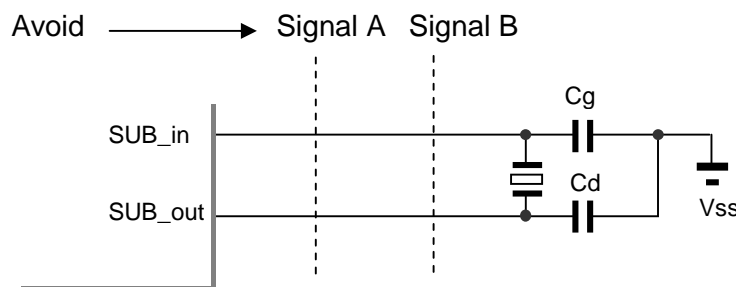 Avoid
Signal A
Signal B
Cg
SUB_in
Cd
SUB_out
Vss